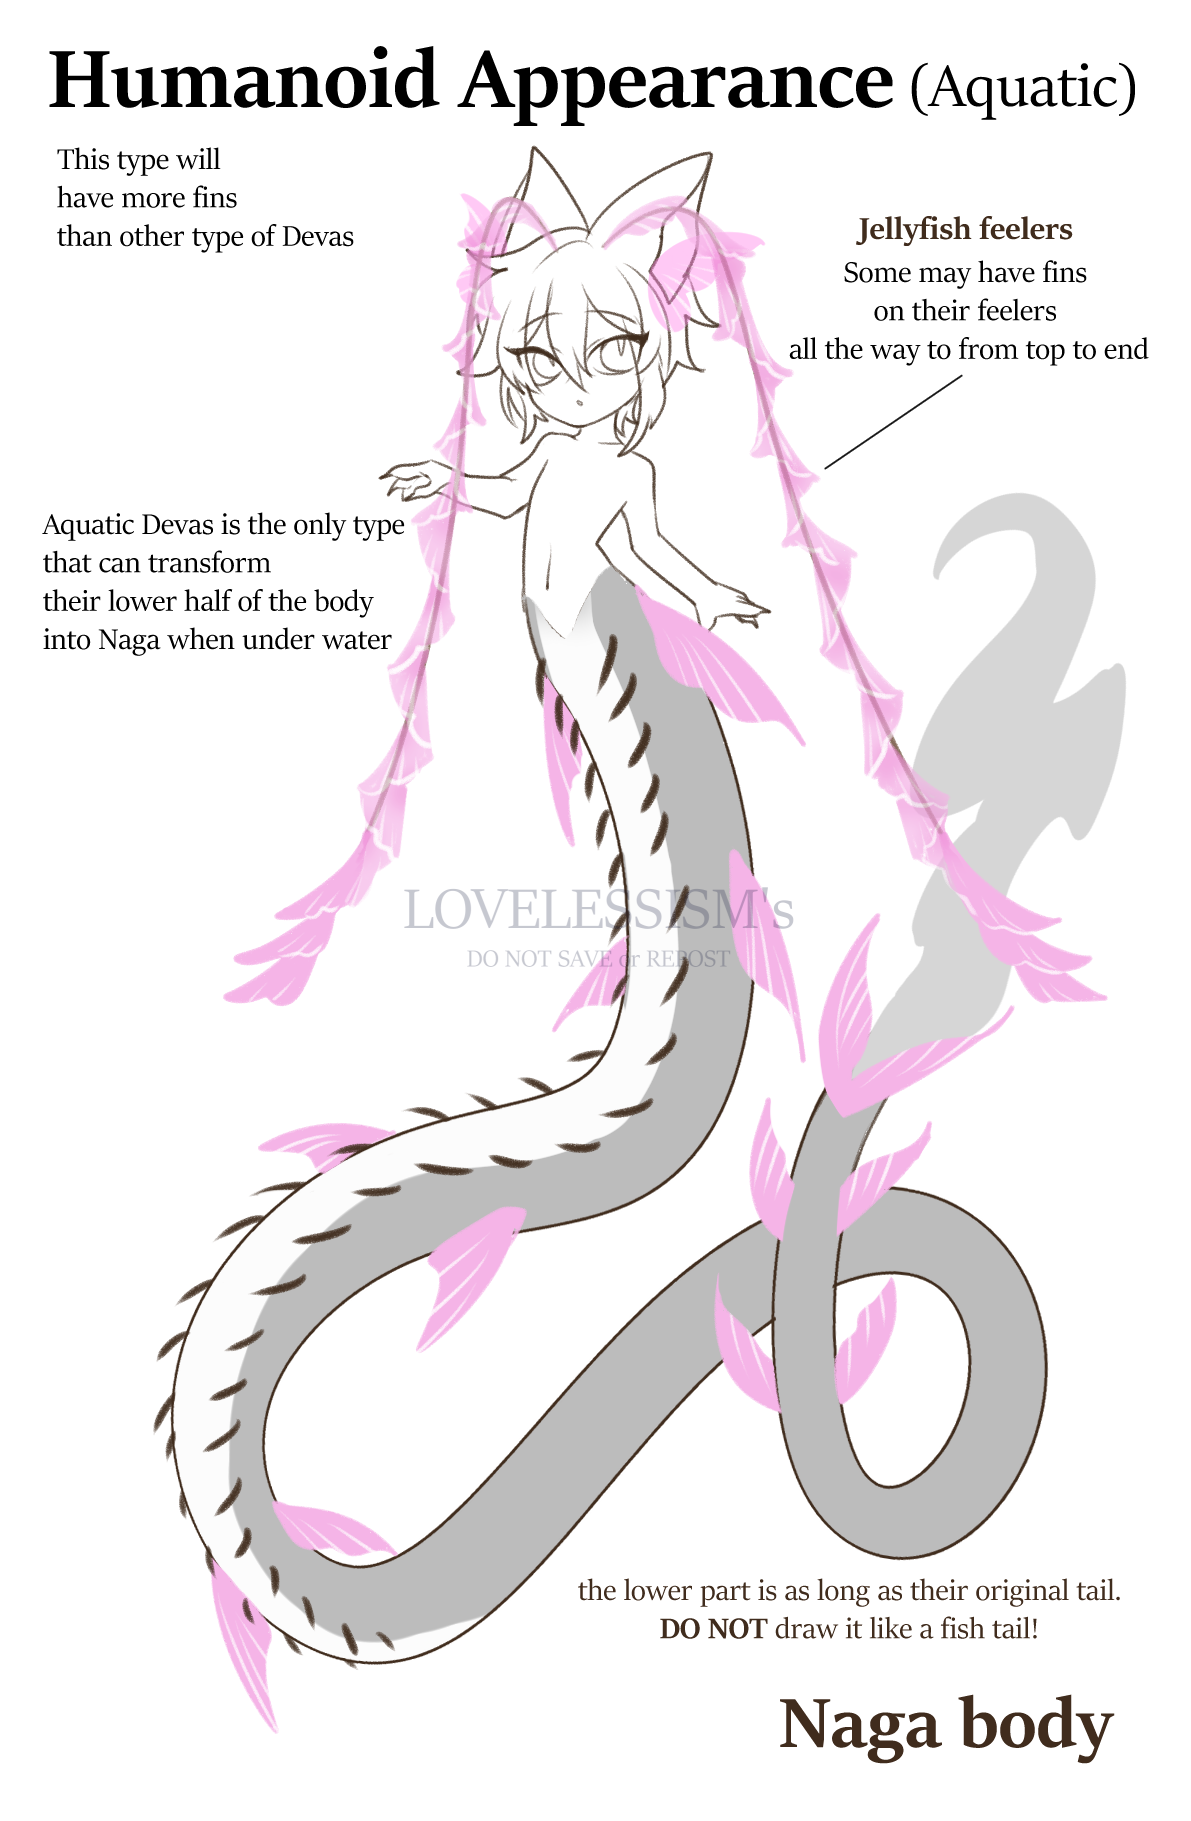 Humanoid Appearance (Aquatic)
This type will
have more fins
than other type of Devas
Jellyfish feelers
Some may have fins
on their feelers
all the way to from top to end
Aquatic Devas is the only type
that can transform
their lower half of the body
into Naga when under water
LOVELESSISM's
DO NOT SAVE or REPOST
the lower part is as long as their original tail.
DO NOT draw it like a fish tail!
Naga body